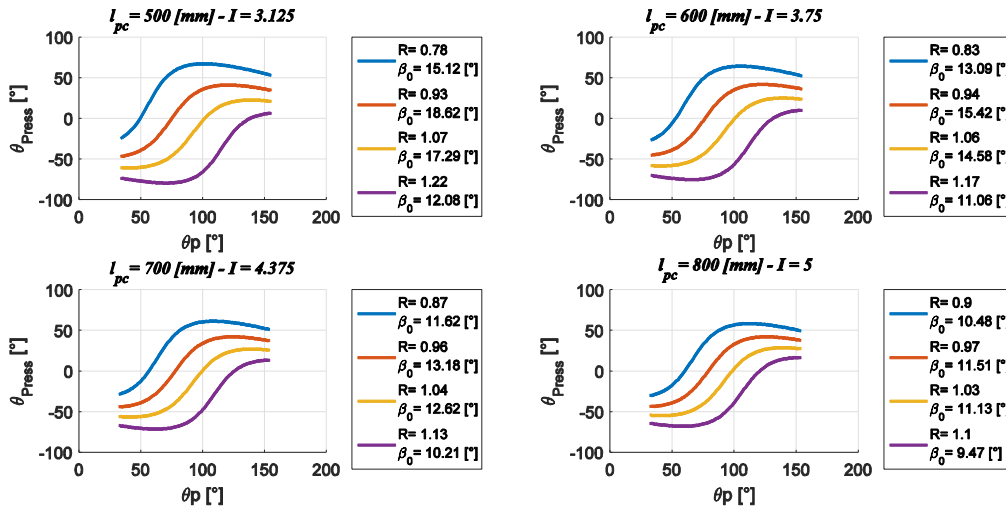 l_pc = 500 [mm] - I = 3.125
100
50
0
-50
-100
θ_Press [°]
0
50
100
150
200
θp [°]
R= 0.78
β_0= 15.12 [°]
R= 0.93
β_0= 18.62 [°]
R= 1.07
β_0= 17.29 [°]
R= 1.22
β_0= 12.08 [°]
l_pc = 600 [mm] - I = 3.75
100
50
0
-50
-100
θ_Press [°]
0
50
100
150
200
θp [°]
R= 0.83
β_0= 13.09 [°]
R= 0.94
β_0= 15.42 [°]
R= 1.06
β_0= 14.58 [°]
R= 1.17
β_0= 11.06 [°]
l_pc = 700 [mm] - I = 4.375
100
50
0
-50
-100
θ_Press [°]
0
50
100
150
200
θp [°]
R= 0.87
β_0= 11.62 [°]
R= 0.96
β_0= 13.18 [°]
R= 1.04
β_0= 12.62 [°]
R= 1.13
β_0= 10.21 [°]
l_pc = 800 [mm] - I = 5
100
50
0
-50
-100
θ_Press [°]
0
50
100
150
200
θp [°]
R= 0.9
β_0= 10.48 [°]
R= 0.97
β_0= 11.51 [°]
R= 1.03
β_0= 11.13 [°]
R= 1.1
β_0= 9.47 [°]